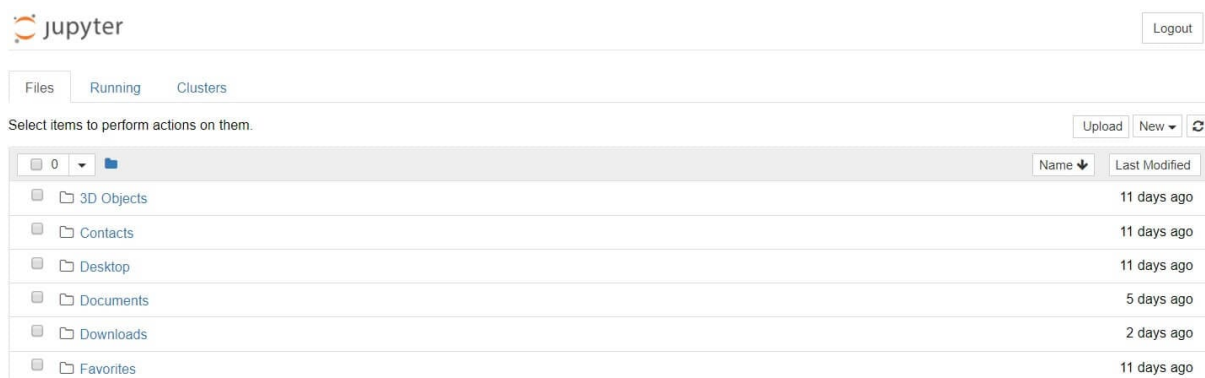 jupyter Logout
Files Running Clusters
Select items to perform actions on them. Upload New
0 Name Last Modified
3D Objects 11 days ago
Contacts 11 days ago
Desktop 11 days ago
Documents 5 days ago
Downloads 2 days ago
Favorites 11 days ago